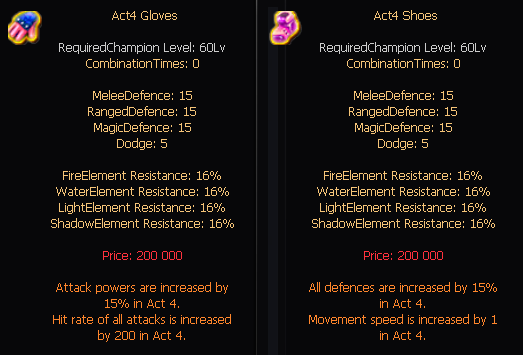 Act4 Gloves
RequiredChampion Level: 60Lv
CombinationTimes: 0
MeleeDefence: 15
RangedDefence: 15
MagicDefence: 15
Dodge: 5
FireElement Resistance: 16%
WaterElement Resistance: 16%
LightElement Resistance: 16%
ShadowElement Resistance: 16%
Price: 200 000
Attack powers are increased by
15% in Act 4.
Hit rate of all attacks is increased
by 200 in Act 4.
Act4 Shoes
RequiredChampion Level: 60Lv
CombinationTimes: 0
MeleeDefence: 15
RangedDefence: 15
MagicDefence: 15
Dodge: 5
FireElement Resistance: 16%
WaterElement Resistance: 16%
LightElement Resistance: 16%
ShadowElement Resistance: 16%
Price: 200 000
All defences are increased by 15%
in Act 4.
Movement speed is increased by 1
in Act 4.